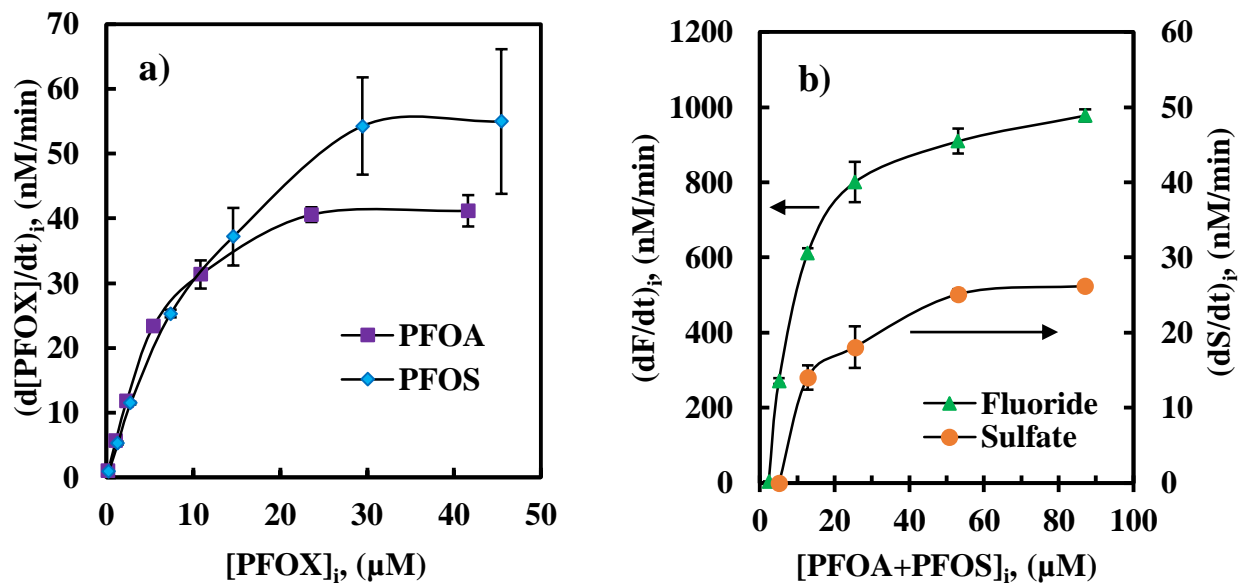 a)
70
60
50
40
30
20
10
0
(d[PFOX]/dt)i, (nM/min)
PFOA
PFOS
0 10 20 30 40 50
[PFOX]i, (μM)
b)
1200
1000
800
600
400
200
0
(dF/dt)i, (nM/min)
60
50
40
30
20
10
0
(dS/dt)i, (nM/min)
Fluoride
Sulfate
0 20 40 60 80 100
[PFOA+PFOS]i, (μM)